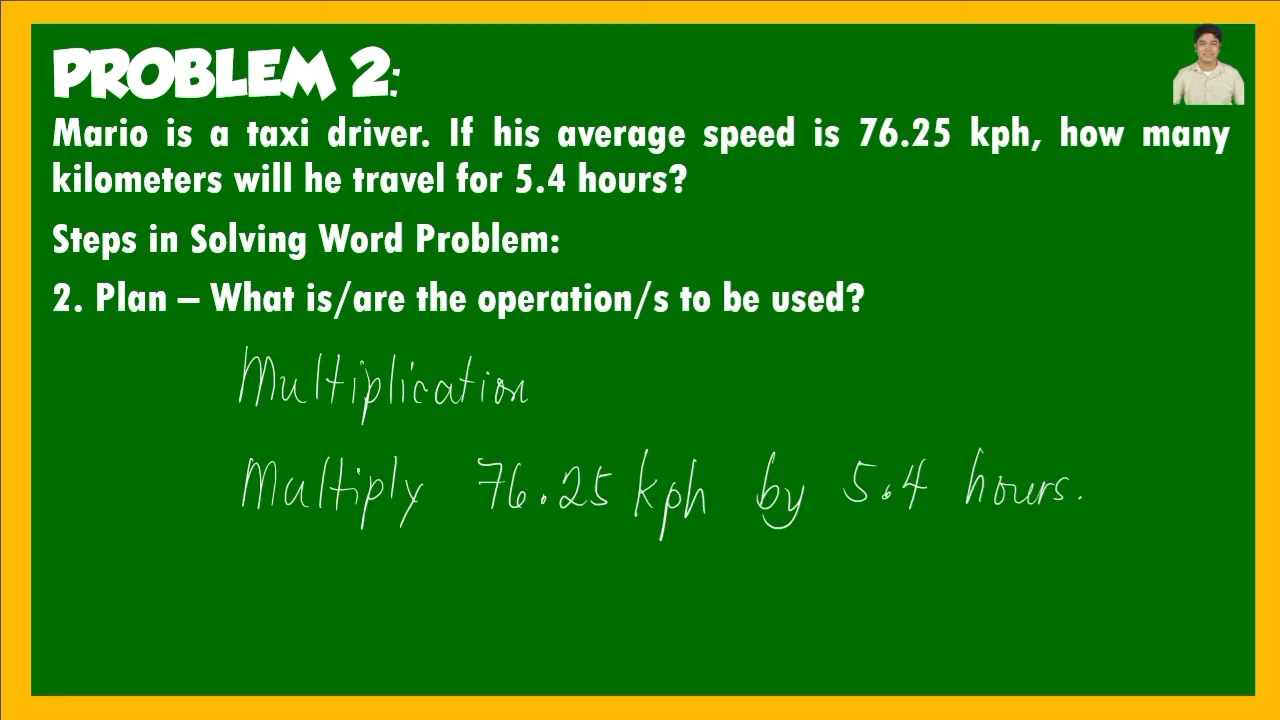 PROBLEM 2:
Mario is a taxi driver. If his average speed is 76.25 kph, how many
kilometers will he travel for 5.4 hours?
Steps in Solving Word Problem:
2. Plan – What is/are the operation/s to be used?
Multiplication
Multiply 76.25 kph by 5.4 hours.